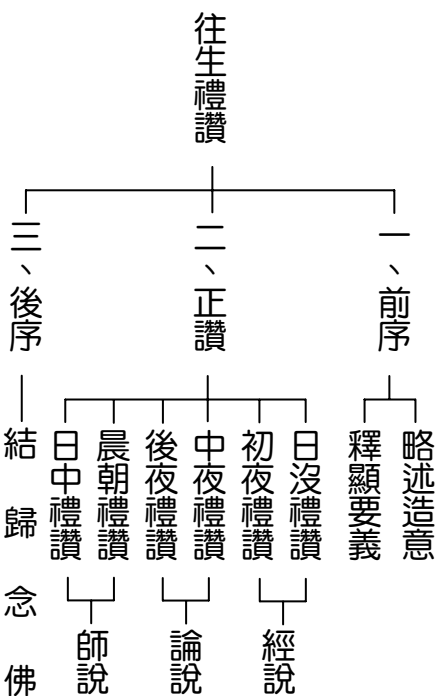 往生禮讚
一、前序
略述造意
釋顯要義
二、正讚
日沒禮讚
初夜禮讚
經說
中夜禮讚
後夜禮讚
論說
晨朝禮讚
日中禮讚
師說
三、後序
結歸念佛